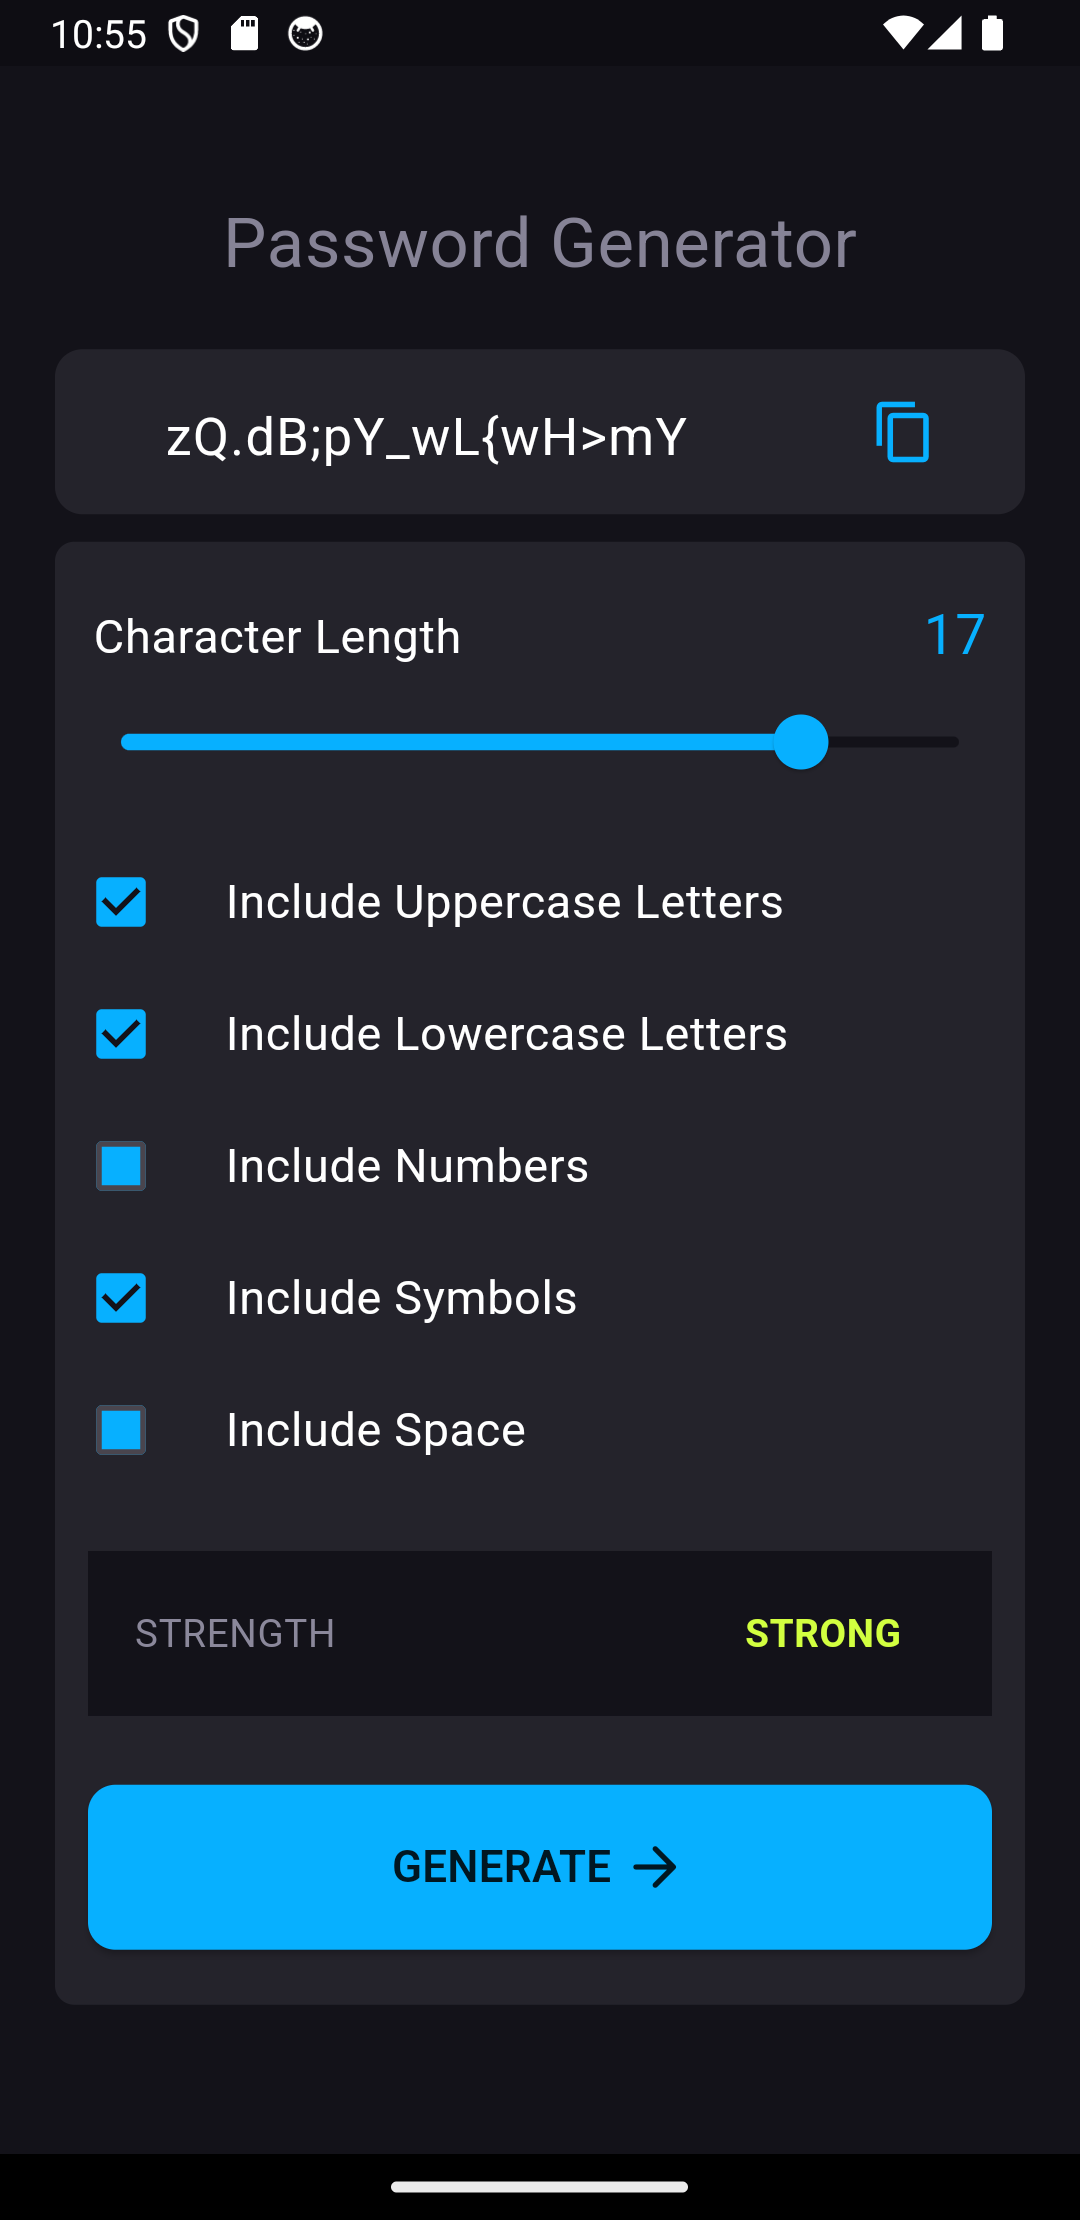 10:55
Password Generator
zQ.dB;pY_wL{wH>mY
Character Length 17
Include Uppercase Letters
Include Lowercase Letters
Include Numbers
Include Symbols
Include Space
STRENGTH STRONG
GENERATE